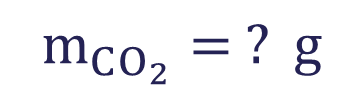 m_CO₂ = ? g